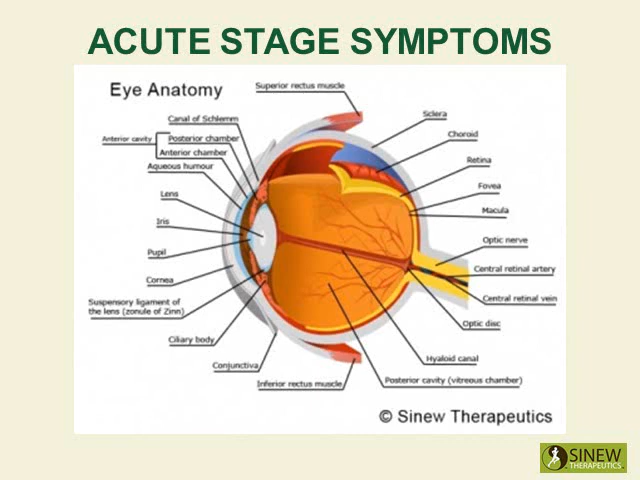 ACUTE STAGE SYMPTOMS
Eye Anatomy
Superior rectus muscle
Canal of Schlemm
Anterior cavity
Posterior chamber
Anterior chamber
Aqueous humour
Lens
Iris
Pupil
Cornea
Suspensory ligament of
the lens (zonule of Zinn)
Ciliary body
Conjunctiva
Inferior rectus muscle
Sclera
Choroid
Retina
Fovea
Macula
Optic nerve
Central retinal artery
Central retinal vein
Optic disc
Hyaloid canal
Posterior cavity (vitreous chamber)
© Sinew Therapeutics
SINEW
THERAPEUTICS